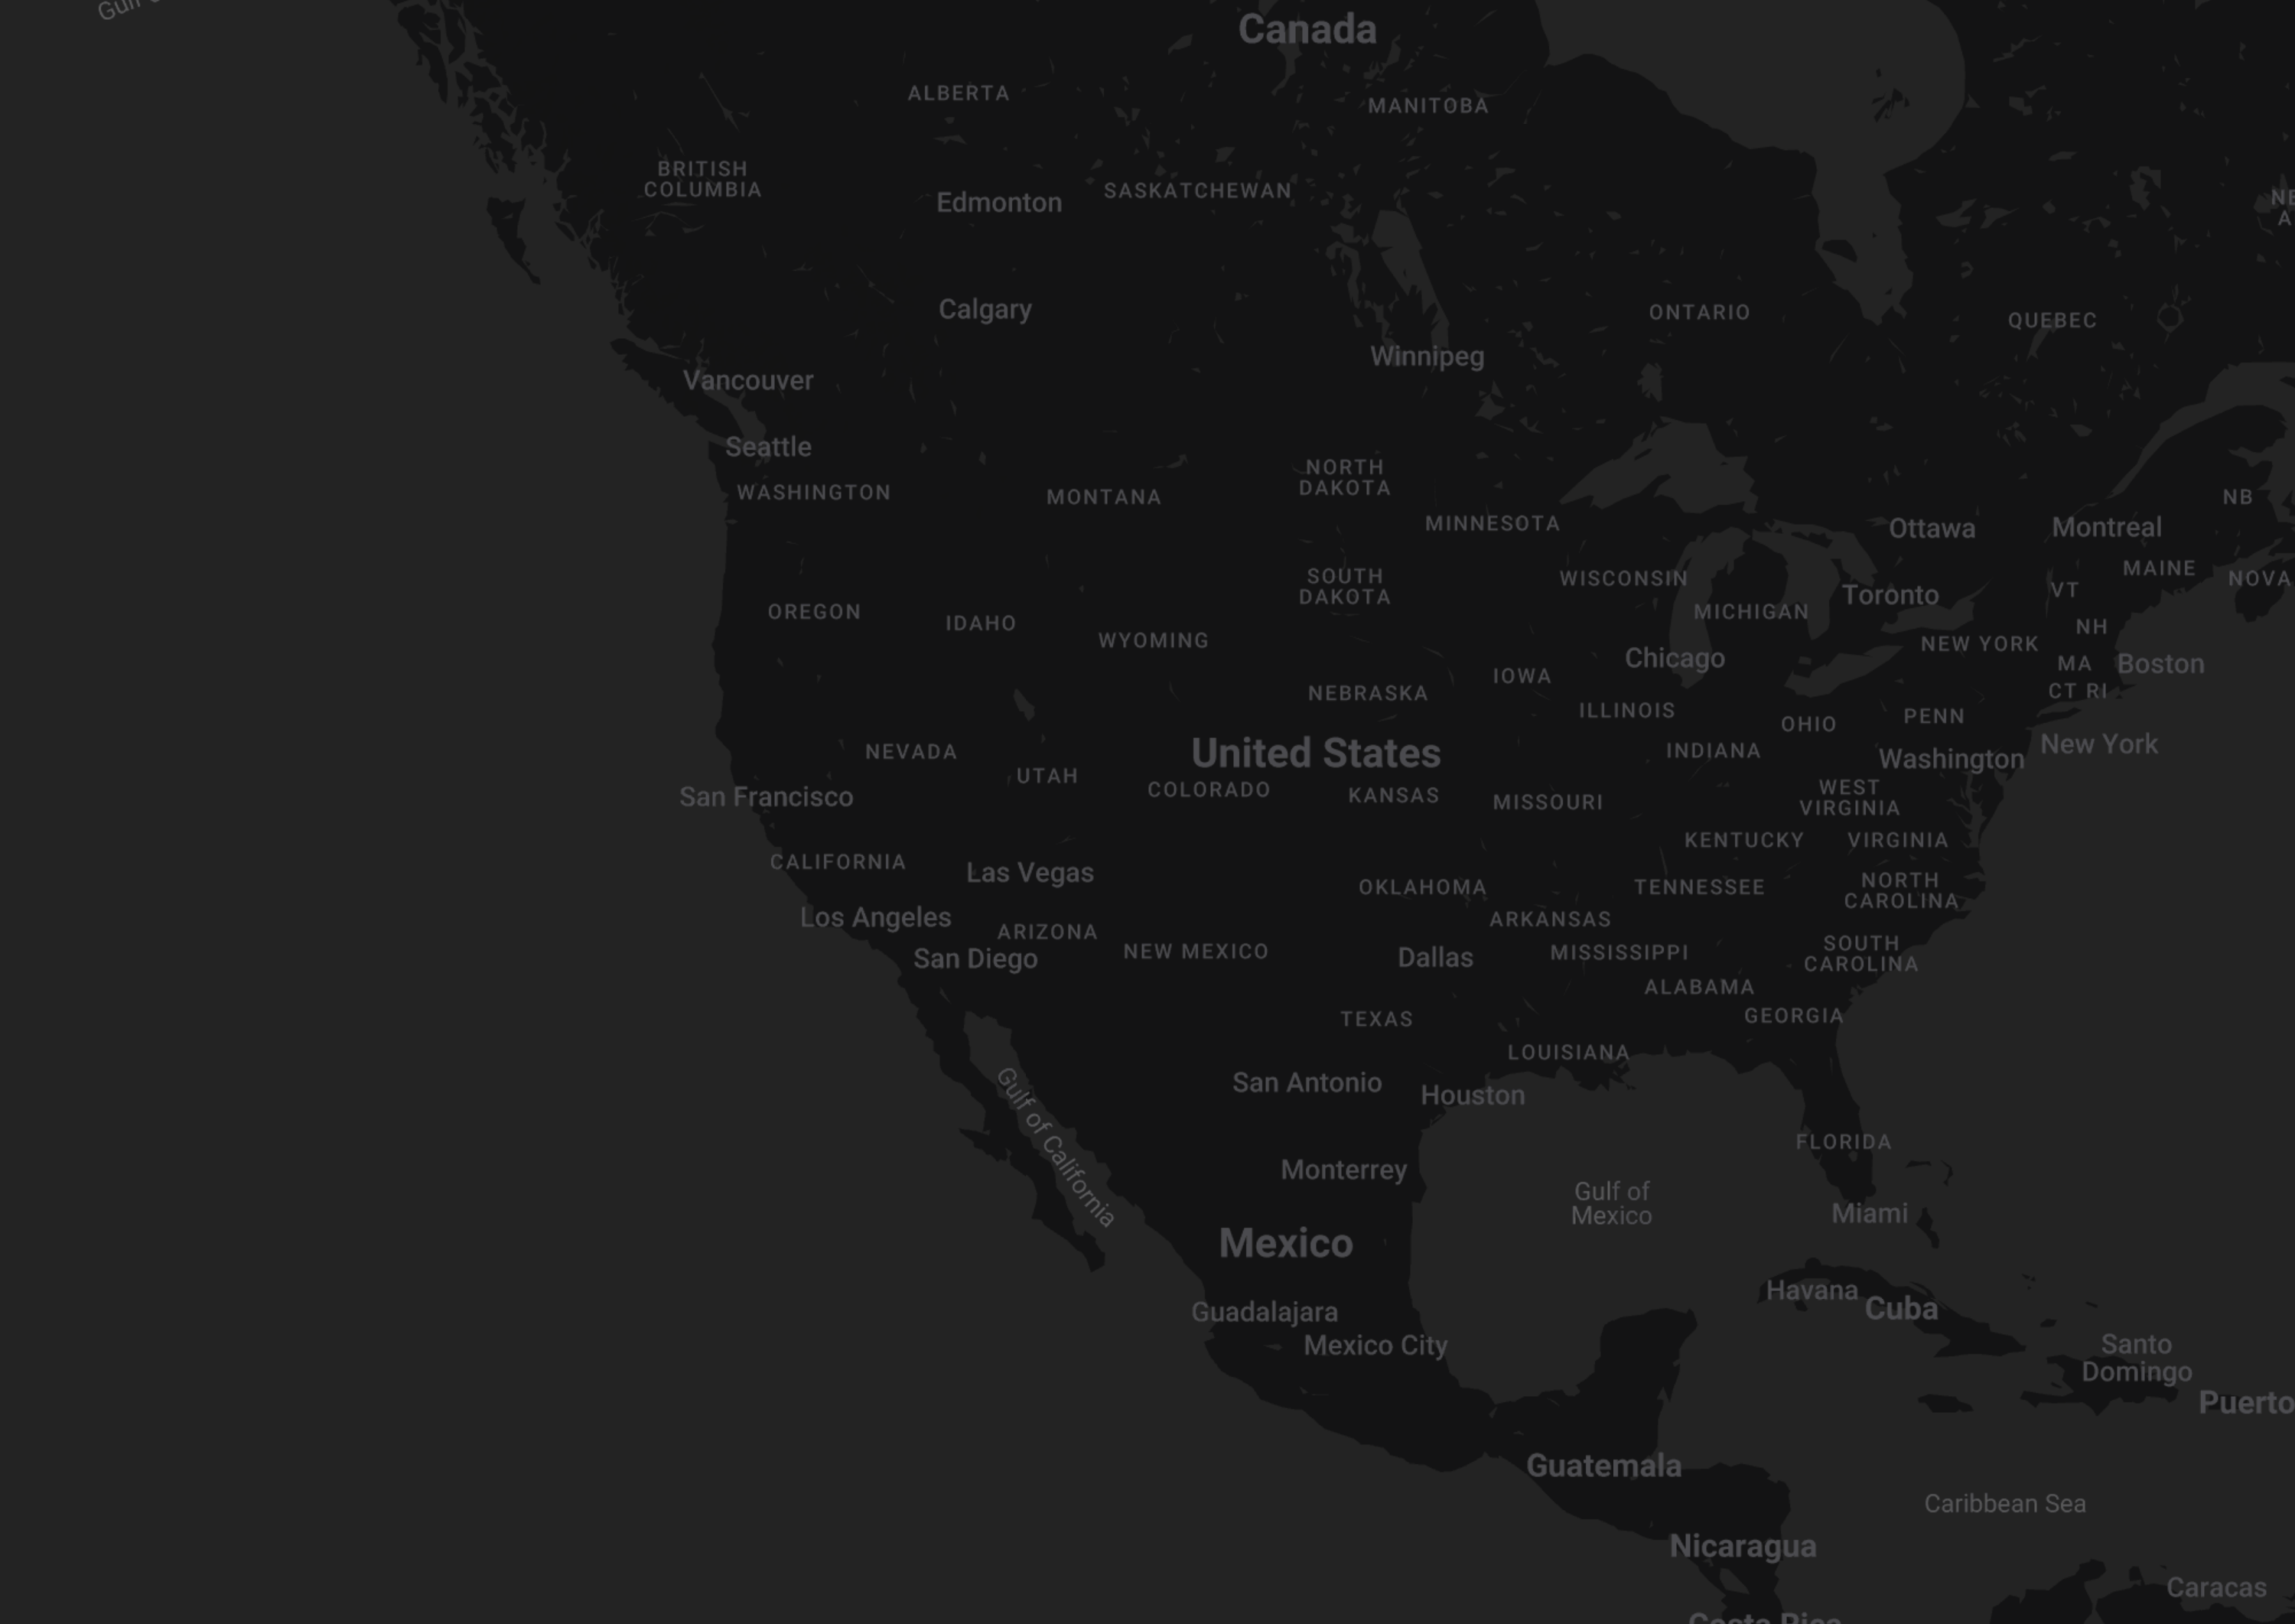 Canada
ALBERTA
MANITOBA
BRITISH
COLUMBIA
Edmonton
SASKATCHEWAN
Calgary
ONTARIO
QUEBEC
Winnipeg
Vancouver
Seattle
WASHINGTON
MONTANA
NORTH
DAKOTA
MINNESOTA
Ottawa
Montreal
NB
MAINE
NOVA
VT
SOUTH
DAKOTA
WISCONSIN
Toronto
MICHIGAN
OREGON
IDAHO
WYOMING
NH
NEW YORK
Chicago
MA
Boston
IOWA
CT RI
NEBRASKA
ILLINOIS
OHIO
PENN
New York
NEVADA
United States
INDIANA
Washington
UTAH
COLORADO
KANSAS
MISSOURI
WEST
VIRGINIA
San Francisco
KENTUCKY
VIRGINIA
CALIFORNIA
Las Vegas
OKLAHOMA
TENNESSEE
NORTH
CAROLINA
Los Angeles
ARIZONA
ARKANSAS
San Diego
NEW MEXICO
Dallas
MISSISSIPPI
SOUTH
CAROLINA
ALABAMA
TEXAS
GEORGIA
LOUISIANA
San Antonio
Houston
Gulf of California
FLORIDA
Monterrey
Gulf of
Mexico
Miami
Mexico
Havana
Cuba
Guadalajara
Mexico City
Santo
Domingo
Puerto
Guatemala
Caribbean Sea
Nicaragua
Caracas
Costa Rica